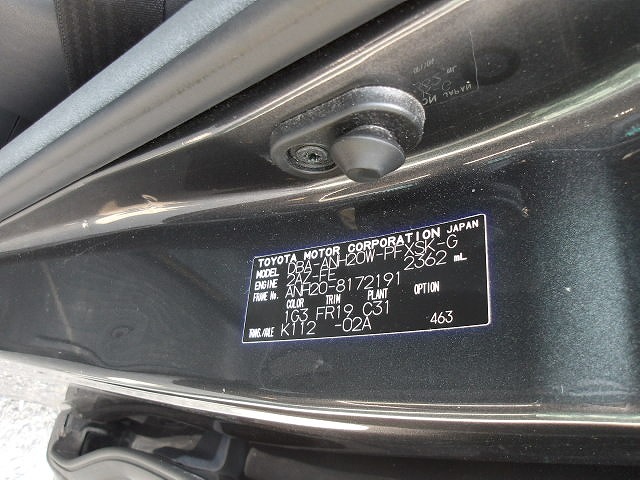 TOYOTA MOTOR CORPORATION JAPAN
MODEL DBA-ANH20W-PFXSK-G
ENGINE 2AZ-FE 2362 mL
FRAME No. ANH20-8172191
COLOR TRIM PLANT OPTION
1G3 FR19 C31
TRANS./AXLE K112 -02A 463